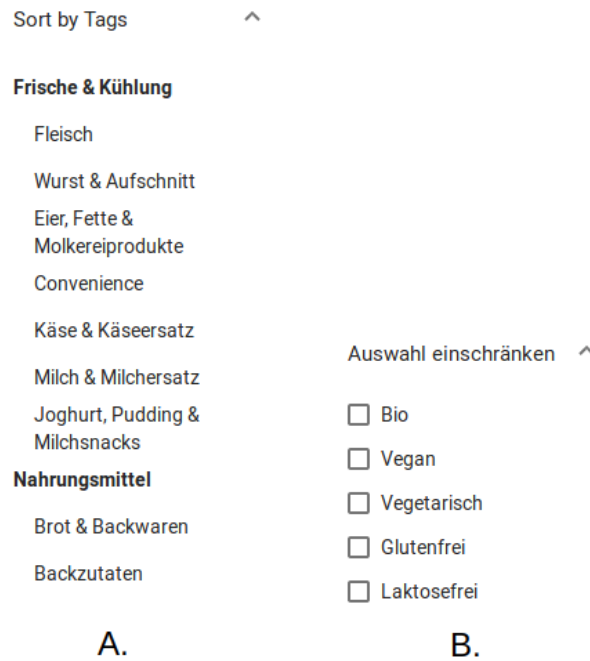 Sort by Tags
Frische & Kühlung
Fleisch
Wurst & Aufschnitt
Eier, Fette &
Molkereiprodukte
Convenience
Käse & Käseersatz
Milch & Milchersatz
Joghurt, Pudding &
Milchsnacks
Nahrungsmittel
Brot & Backwaren
Backzutaten
A.
Auswahl einschränken
Bio
Vegan
Vegetarisch
Glutenfrei
Laktosefrei
B.